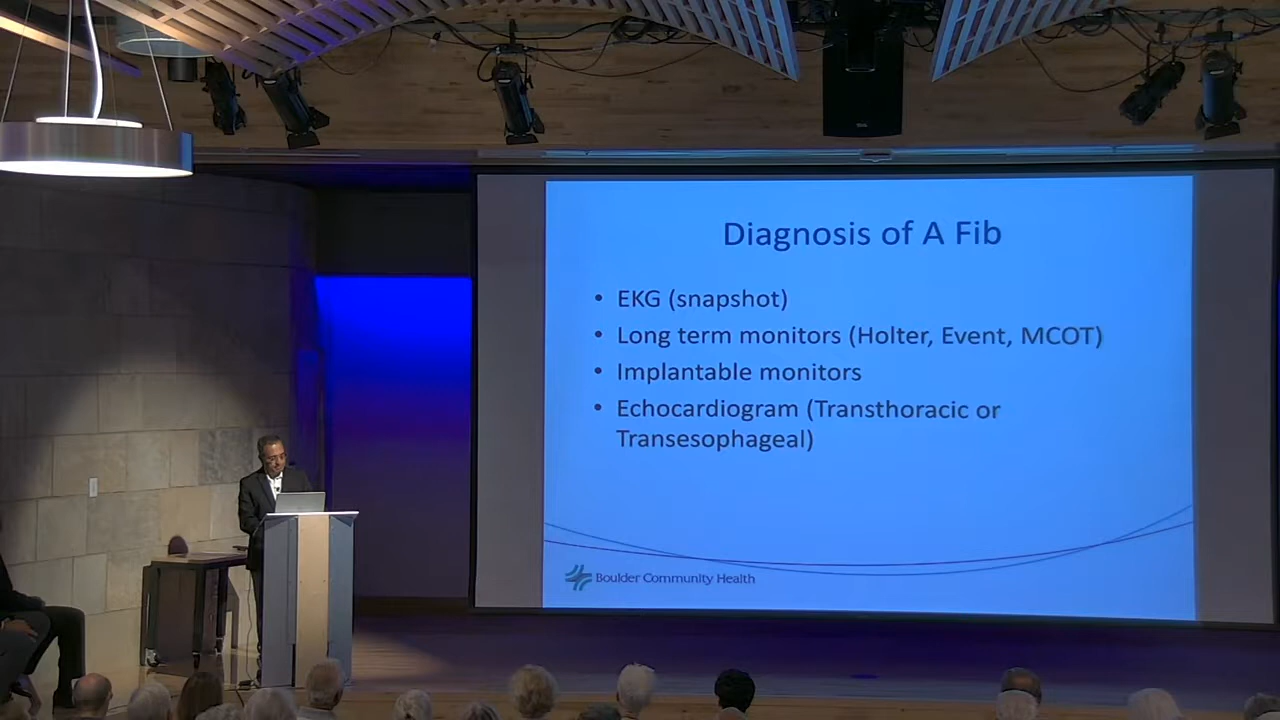 Diagnosis of A Fib
• EKG (snapshot)
• Long term monitors (Holter, Event, MCOT)
• Implantable monitors
• Echocardiogram (Transthoracic or
Transesophageal)
Boulder Community Health